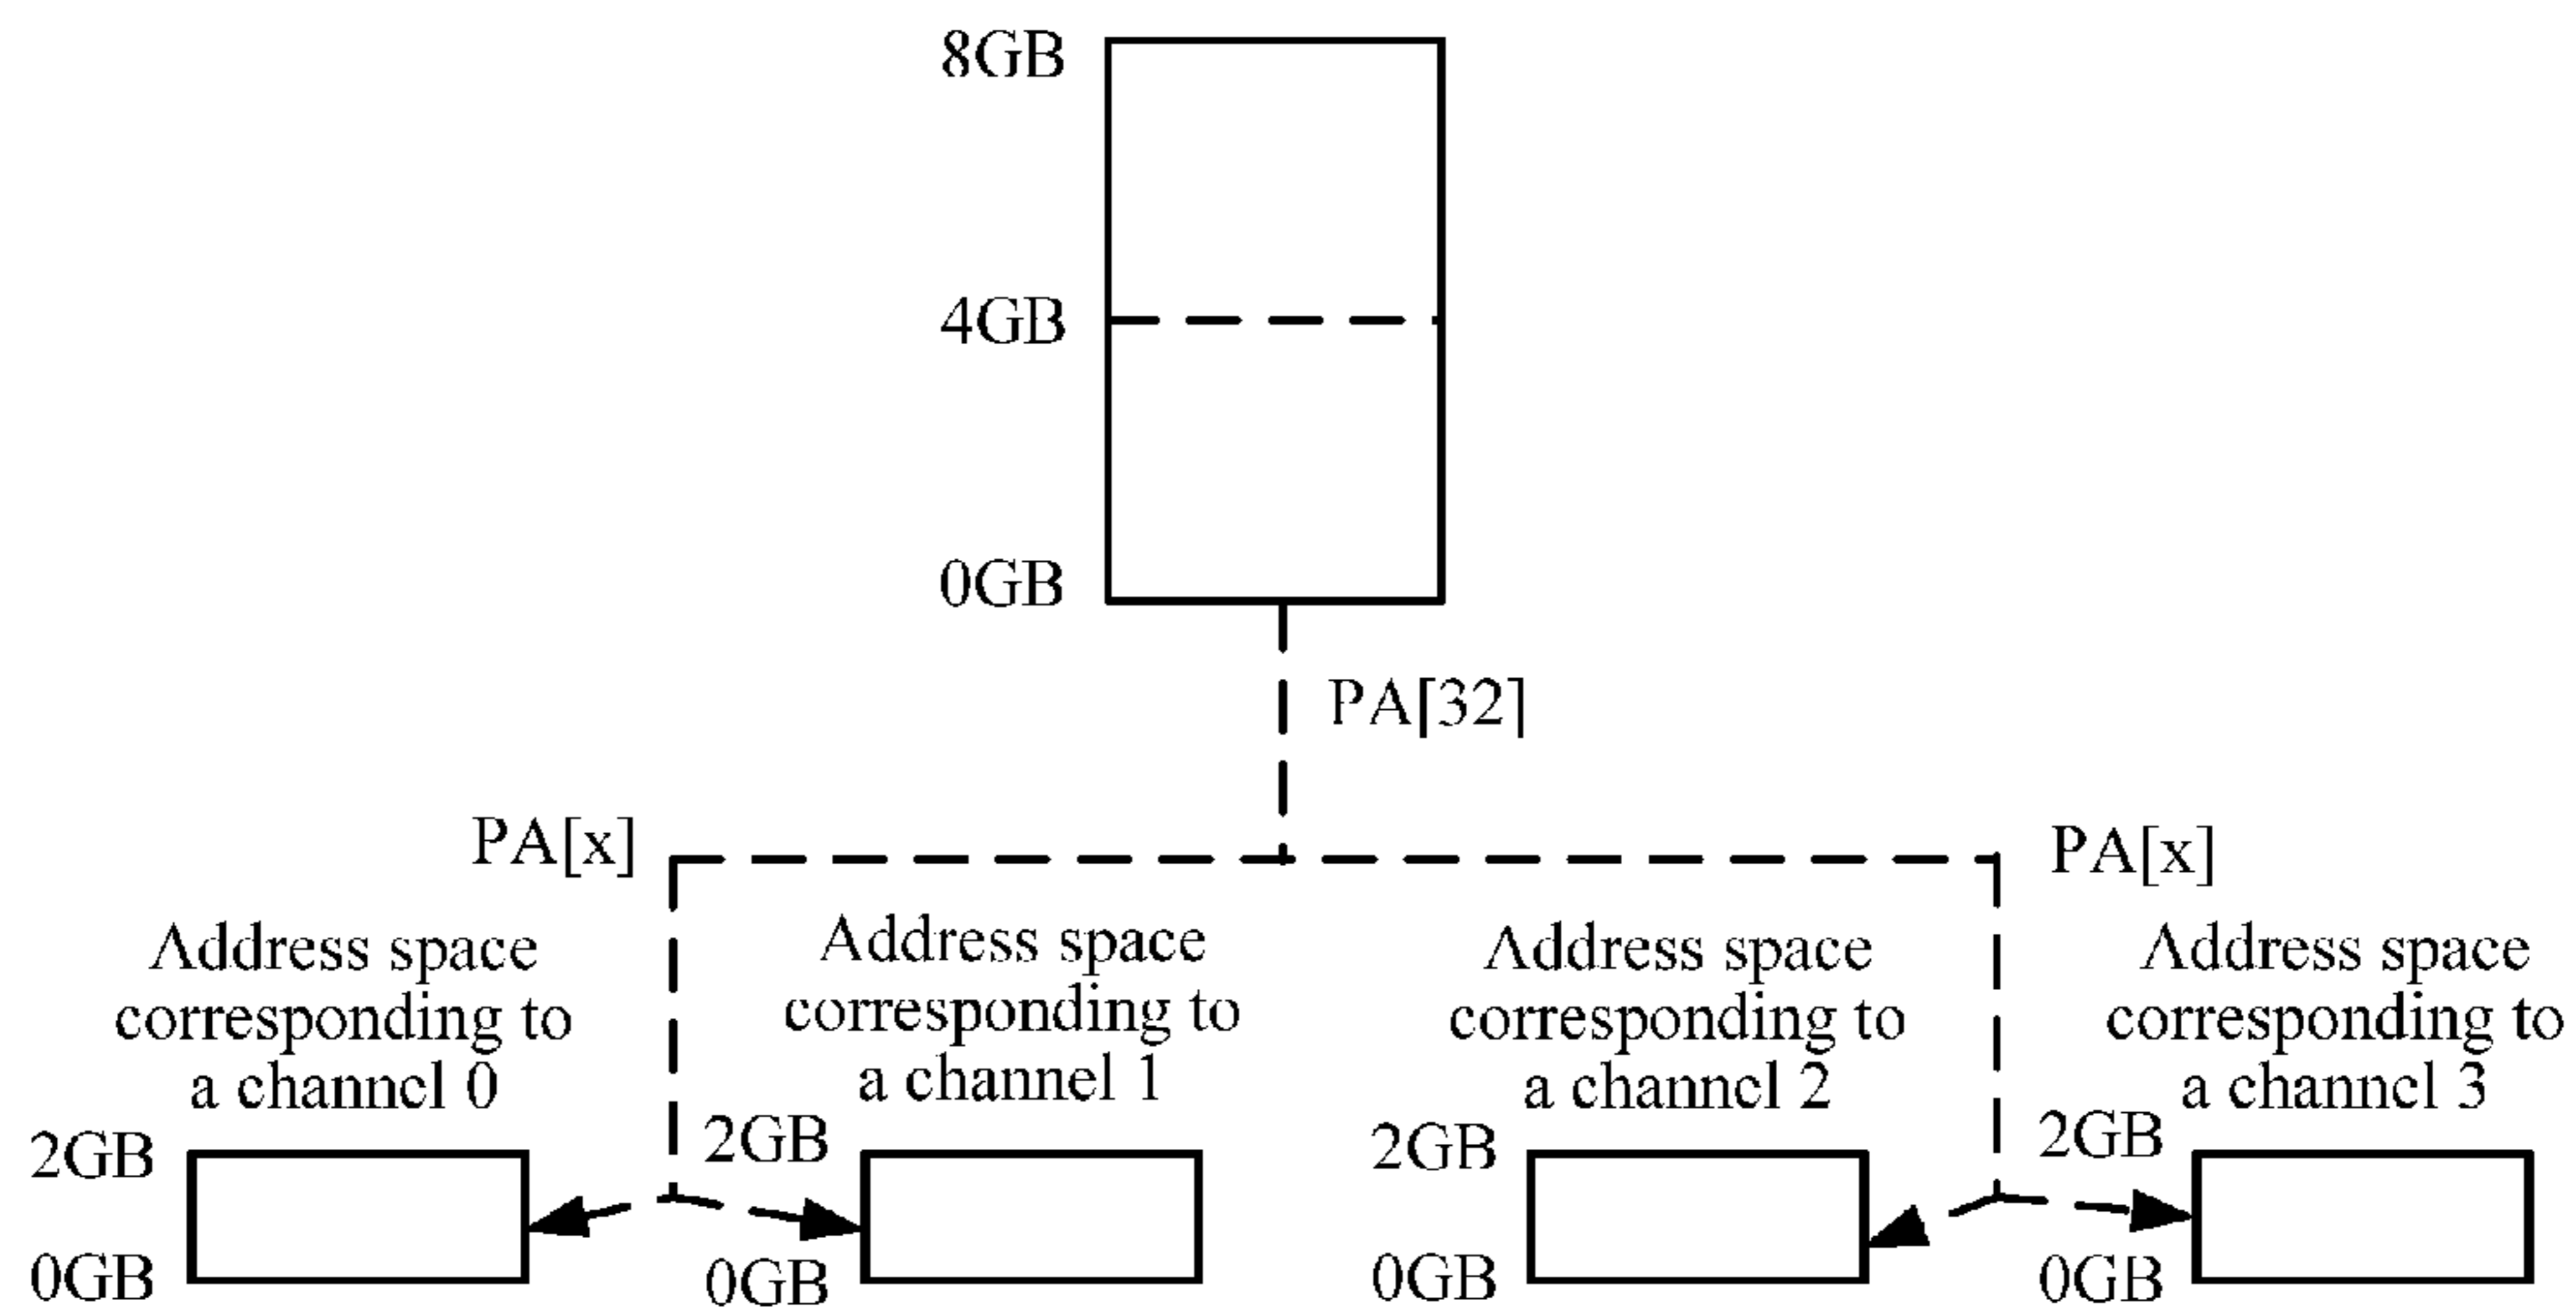 8GB
4GB
0GB
PA[32]
PA[x]
PA[x]
Address space
corresponding to
a channel 0
Address space
corresponding to
a channel 1
Address space
corresponding to
a channel 2
Address space
corresponding to
a channel 3
2GB
0GB
2GB
0GB
2GB
0GB
2GB
0GB